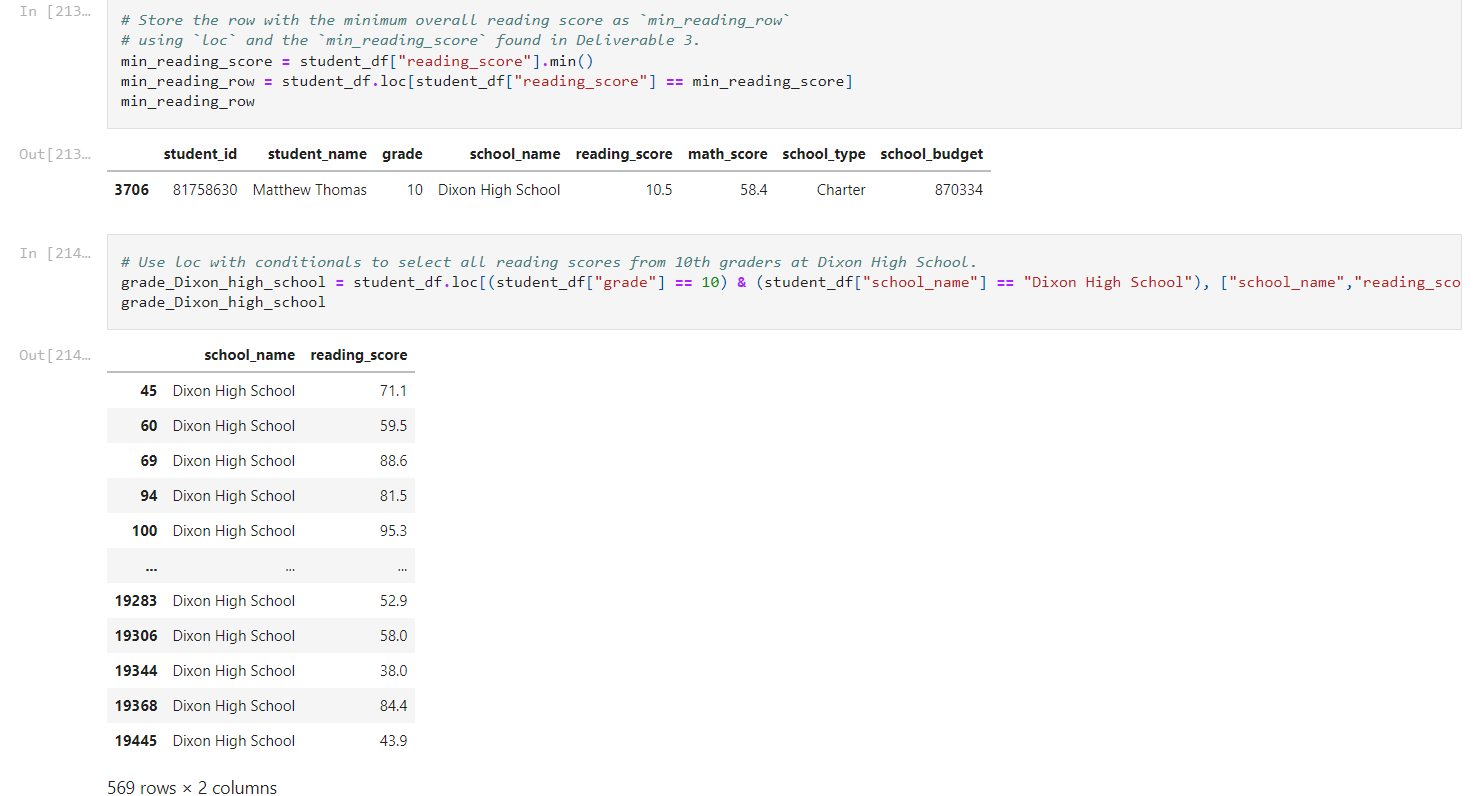 In [213…
# Store the row with the minimum overall reading score as `min_reading_row`
# using `loc` and the `min_reading_score` found in Deliverable 3.
min_reading_score = student_df["reading_score"].min()
min_reading_row = student_df.loc[student_df["reading_score"] == min_reading_score]
min_reading_row
Out[213…
student_id student_name grade school_name reading_score math_score school_type school_budget
3706 81758630 Matthew Thomas 10 Dixon High School 10.5 58.4 Charter 870334
In [214…
# Use loc with conditionals to select all reading scores from 10th graders at Dixon High School.
grade_Dixon_high_school = student_df.loc[(student_df["grade"] == 10) & (student_df["school_name"] == "Dixon High School"), ["school_name","reading_sco
grade_Dixon_high_school
Out[214…
school_name reading_score
45 Dixon High School 71.1
60 Dixon High School 59.5
69 Dixon High School 88.6
94 Dixon High School 81.5
100 Dixon High School 95.3
... ... ...
19283 Dixon High School 52.9
19306 Dixon High School 58.0
19344 Dixon High School 38.0
19368 Dixon High School 84.4
19445 Dixon High School 43.9
569 rows × 2 columns